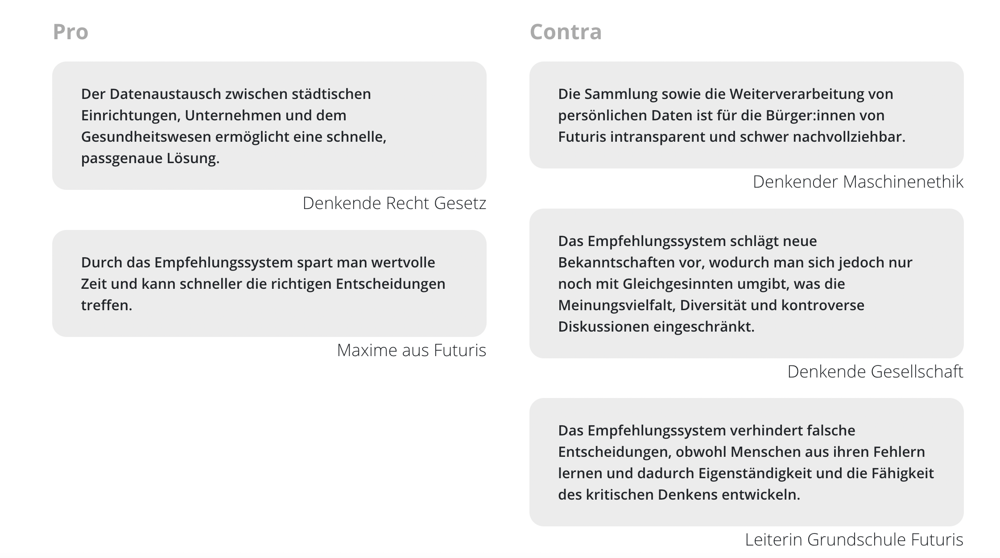 Pro
Der Datenaustausch zwischen städtischen
Einrichtungen, Unternehmen und dem
Gesundheitswesen ermöglicht eine schnelle,
passgenaue Lösung.
Denkende Recht Gesetz
Durch das Empfehlungssystem spart man wertvolle
Zeit und kann schneller die richtigen Entscheidungen
treffen.
Maxime aus Futuris
Contra
Die Sammlung sowie die Weiterverarbeitung von
persönlichen Daten ist für die Bürger:innen von
Futuris intransparent und schwer nachvollziehbar.
Denkender Maschinenethik
Das Empfehlungssystem schlägt neue
Bekanntschaften vor, wodurch man sich jedoch nur
noch mit Gleichgesinnten umgibt, was die
Meinungsvielfalt, Diversität und kontroverse
Diskussionen eingeschränkt.
Denkende Gesellschaft
Das Empfehlungssystem verhindert falsche
Entscheidungen, obwohl Menschen aus ihren Fehlern
lernen und dadurch Eigenständigkeit und die Fähigkeit
des kritischen Denkens entwickeln.
Leiterin Grundschule Futuris